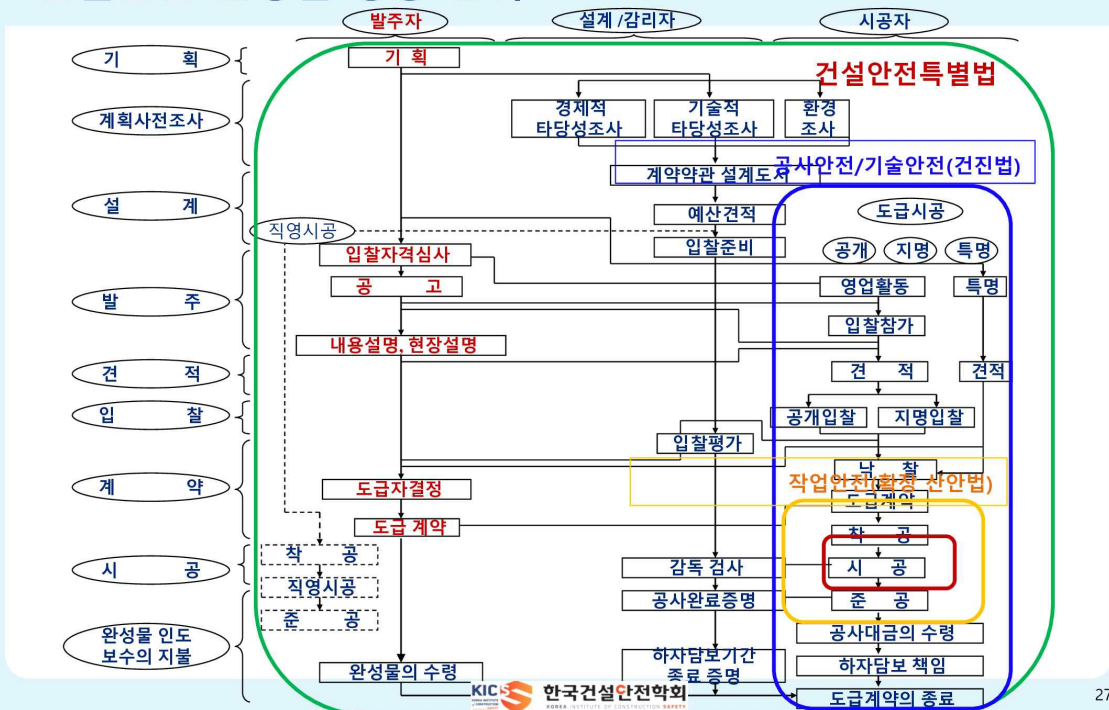 발주자
설계 /감리자
시공자
기 획
기 획
건설안전특별법
계획사전조사
경제적
타당성조사
기술적
타당성조사
환경
조사
공사안전/기술안전(건진법)
계약약관 설계도서
설 계
예산견적
도급시공
직영시공
입찰준비
공개
지명
특명
입찰자격심사
발 주
공 고
영업활동
특명
입찰참가
내용설명, 현장설명
견 적
견 적
견적
입 찰
공개입찰
지명입찰
입찰평가
낙 찰
계 약
작업안전(확장 산안법)
도급자결정
도급계약
도급 계약
착 공
착 공
시 공
감독 검사
시 공
직영시공
공사완료증명
준 공
준 공
완성물 인도
보수의 지불
공사대금의 수령
완성물의 수령
하자담보기간
종료 증명
하자담보 책임
도급계약의 종료
KICS
KOREA INSTITUTE
OF CONSTRUCTION
SAFETY
한국건설안전학회
KOREA INSTITUTE OF CONSTRUCTION SAFETY
27